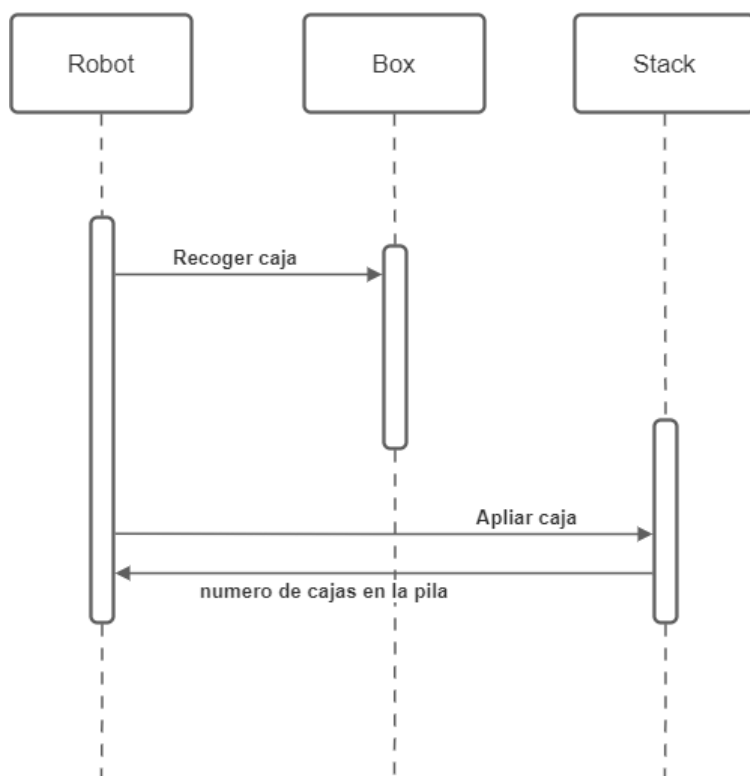 Robot
Box
Stack
Recoger caja
Apliar caja
numero de cajas en la pila